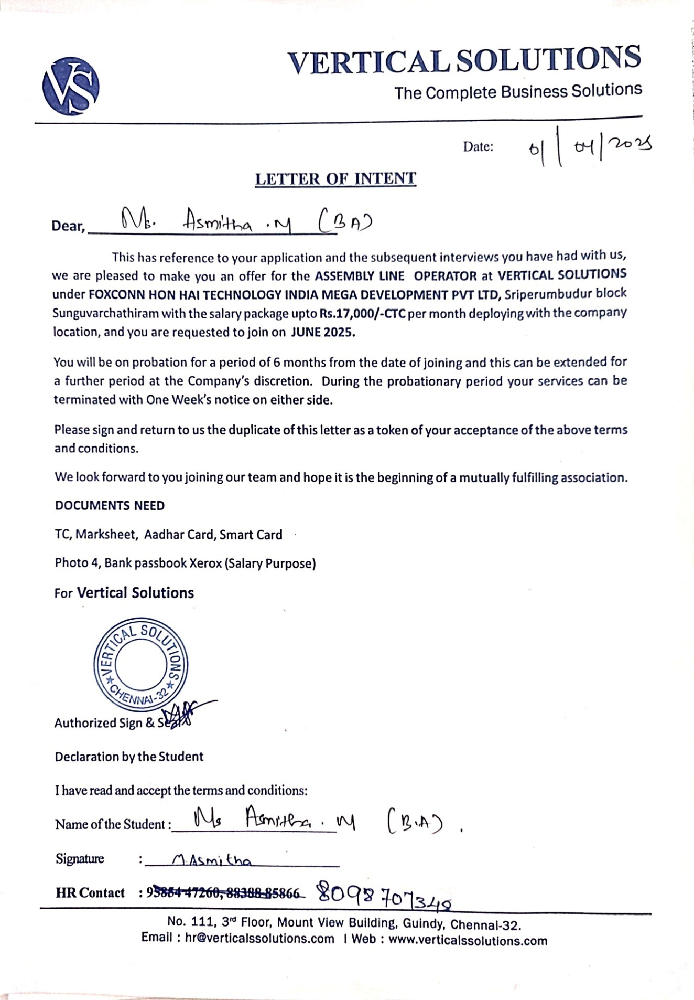 VS
VERTICAL SOLUTIONS
The Complete Business Solutions
Date: 01/04/2025
LETTER OF INTENT
Dear, Ms. Asmitha .M (BA)
This has reference to your application and the subsequent interviews you have had with us,
we are pleased to make you an offer for the ASSEMBLY LINE OPERATOR at VERTICAL SOLUTIONS
under FOXCONN HON HAI TECHNOLOGY INDIA MEGA DEVELOPMENT PVT LTD, Sriperumbudur block
Sunguvarchathiram with the salary package upto Rs.17,000/-CTC per month deploying with the company
location, and you are requested to join on JUNE 2025.
You will be on probation for a period of 6 months from the date of joining and this can be extended for
a further period at the Company's discretion. During the probationary period your services can be
terminated with One Week's notice on either side.
Please sign and return to us the duplicate of this letter as a token of your acceptance of the above terms
and conditions.
We look forward to you joining our team and hope it is the beginning of a mutually fulfilling association.
DOCUMENTS NEED
TC, Marksheet, Aadhar Card, Smart Card
Photo 4, Bank passbook Xerox (Salary Purpose)
For Vertical Solutions
VERTICAL SOLUTIONS
★ CHENNAI-32 ★
Authorized Sign & Seal
Declaration by the Student
I have read and accept the terms and conditions:
Name of the Student : Ms Asmitha . M (B.A) .
Signature : M.Asmitha
HR Contact : 8098707348
No. 111, 3rd Floor, Mount View Building, Guindy, Chennai-32.
Email : hr@verticalssolutions.com I Web : www.verticalssolutions.com